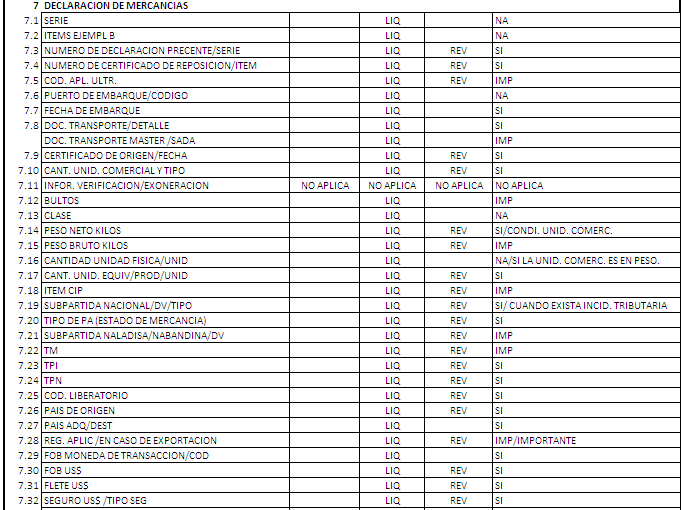 7 DECLARACION DE MERCANCIAS
7.1 SERIE LIQ NA
7.2 ITEMS EJEMPL B LIQ NA
7.3 NUMERO DE DECLARACION PRECENTE/SERIE LIQ REV SI
7.4 NUMERO DE CERTIFICADO DE REPOSICION/ITEM LIQ REV SI
7.5 COD. APL. ULTR. LIQ REV IMP
7.6 PUERTO DE EMBARQUE/CODIGO LIQ NA
7.7 FECHA DE EMBARQUE LIQ SI
7.8 DOC. TRANSPORTE/DETALLE LIQ SI
DOC. TRANSPORTE MASTER /SADA LIQ IMP
7.9 CERTIFICADO DE ORIGEN/FECHA LIQ REV SI
7.10 CANT. UNID. COMERCIAL Y TIPO LIQ REV SI
7.11 INFOR. VERIFICACION/EXONERACION NO APLICA NO APLICA NO APLICA NO APLICA
7.12 BULTOS LIQ IMP
7.13 CLASE LIQ NA
7.14 PESO NETO KILOS LIQ REV SI/CONDI. UNID. COMERC.
7.15 PESO BRUTO KILOS LIQ REV IMP
7.16 CANTIDAD UNIDAD FISICA/UNID LIQ NA/SI LA UNID. COMERC. ES EN PESO.
7.17 CANT. UNID. EQUIV/PROD/UNID LIQ REV SI
7.18 ITEM CIP LIQ REV IMP
7.19 SUBPARTIDA NACIONAL/DV/TIPO LIQ REV SI/ CUANDO EXISTA INCID. TRIBUTARIA
7.20 TIPO DE PA (ESTADO DE MERCANCIA) LIQ REV SI
7.21 SUBPARTIDA NALADISA/NABANDINA/DV LIQ REV IMP
7.22 TM LIQ REV IMP
7.23 TPI LIQ REV SI
7.24 TPN LIQ REV SI
7.25 COD. LIBERATORIO LIQ REV SI
7.26 PAIS DE ORIGEN LIQ REV SI
7.27 PAIS ADQ/DEST LIQ SI
7.28 REG. APLIC /EN CASO DE EXPORTACION LIQ REV IMP/IMPORTANTE
7.29 FOB MONEDA DE TRANSACCION/COD LIQ SI
7.30 FOB US$ LIQ REV SI
7.31 FLETE US$ LIQ REV SI
7.32 SEGURO US$ /TIPO SEG LIQ REV SI